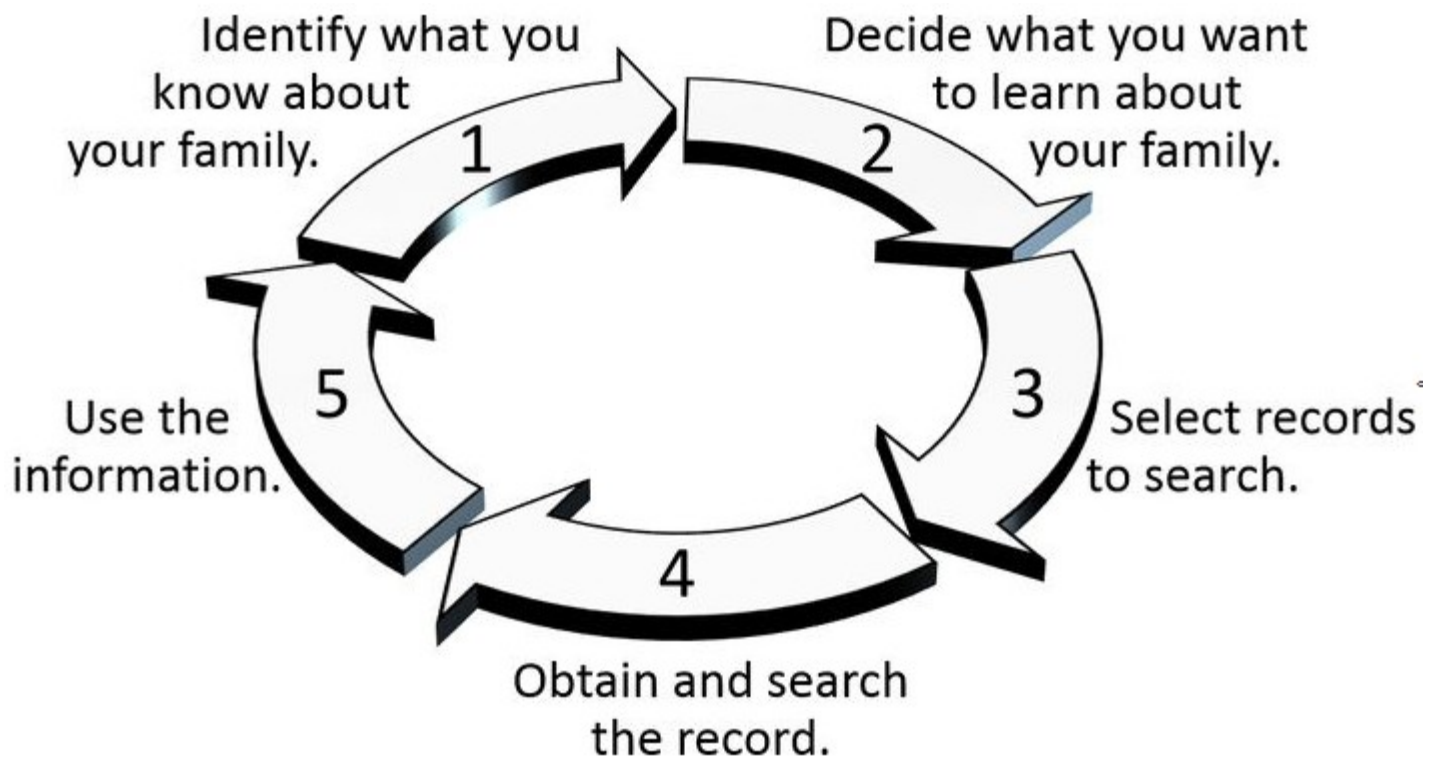 Identify what you
know about
your family.
1
Decide what you want
to learn about
your family.
2
3
Select records
to search.
4
Obtain and search
the record.
5
Use the
information.